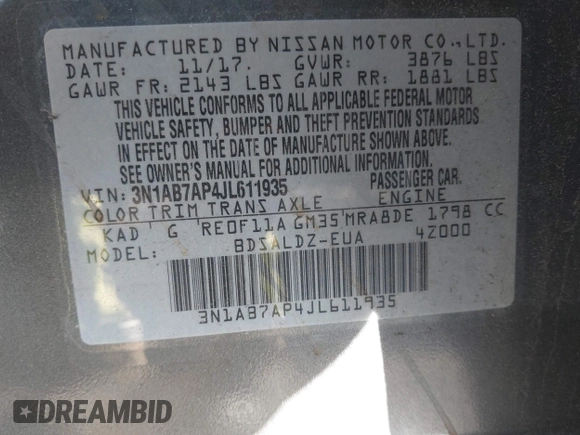 MANUFACTURED BY NISSAN MOTOR CO., LTD.
DATE: 11/17. GVWR: 3876 LBS
GAWR FR: 2143 LBS GAWR RR: 1881 LBS
THIS VEHICLE CONFORMS TO ALL APPLICABLE FEDERAL MOTOR
VEHICLE SAFETY, BUMPER AND THEFT PREVENTION STANDARDS
IN EFFECT ON THE DATE OF MANUFACTURE SHOWN ABOVE.
SEE OWNER'S MANUAL FOR ADDITIONAL INFORMATION.
VIN: 3N1AB7AP4JL611935 PASSENGER CAR.
COLOR TRIM TRANS AXLE ENGINE
KAD G RE0F11A GM35 MRA8DE 1798 CC
MODEL: BDSALDZ-EUA 4Z000
3N1AB7AP4JL611935
DREAMBID